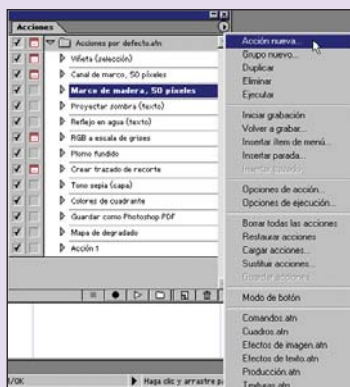 Acciones
Acciones por defecto.atn
Viñeta (selección)
Canal de marco, 50 píxeles
Marco de madera, 50 píxeles
Proyectar sombra (texto)
Reflejo en agua (texto)
RGB a escala de grises
Plomo fundido
Crear trazado de recorte
Tono sepia (capa)
Colores de cuadrante
Guardar como Photoshop PDF
Mapa de degradado
Acción 1
Acción nueva...
Grupo nuevo...
Duplicar
Eliminar
Ejecutar
Iniciar grabación
Volver a grabar...
Insertar ítem de menú...
Insertar parada...
Insertar trazado
Opciones de acción...
Opciones de ejecución...
Borrar todas las acciones
Restaurar acciones
Cargar acciones...
Sustituir acciones...
Guardar acciones...
Modo de botón
Comandos.atn
Cuadros.atn
Efectos de imagen.atn
Efectos de texto.atn
Producción.atn
Texturas.atn
/OK
Haga clic y arrastre pa